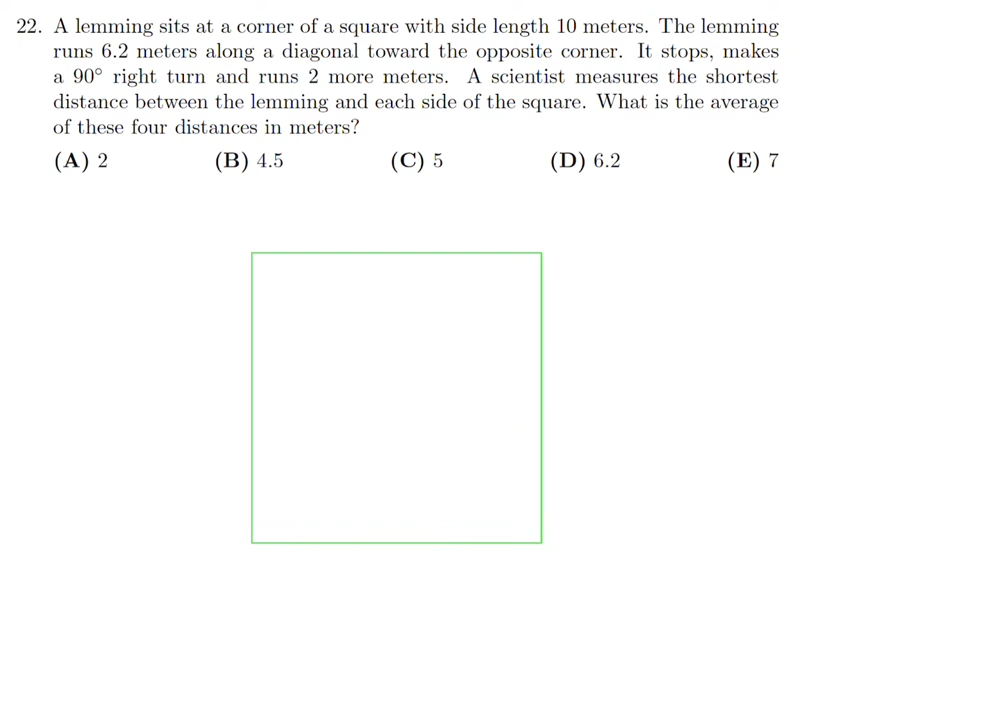 22. A lemming sits at a corner of a square with side length 10 meters. The lemming
runs 6.2 meters along a diagonal toward the opposite corner. It stops, makes
a 90° right turn and runs 2 more meters. A scientist measures the shortest
distance between the lemming and each side of the square. What is the average
of these four distances in meters?
(A) 2 (B) 4.5 (C) 5 (D) 6.2 (E) 7